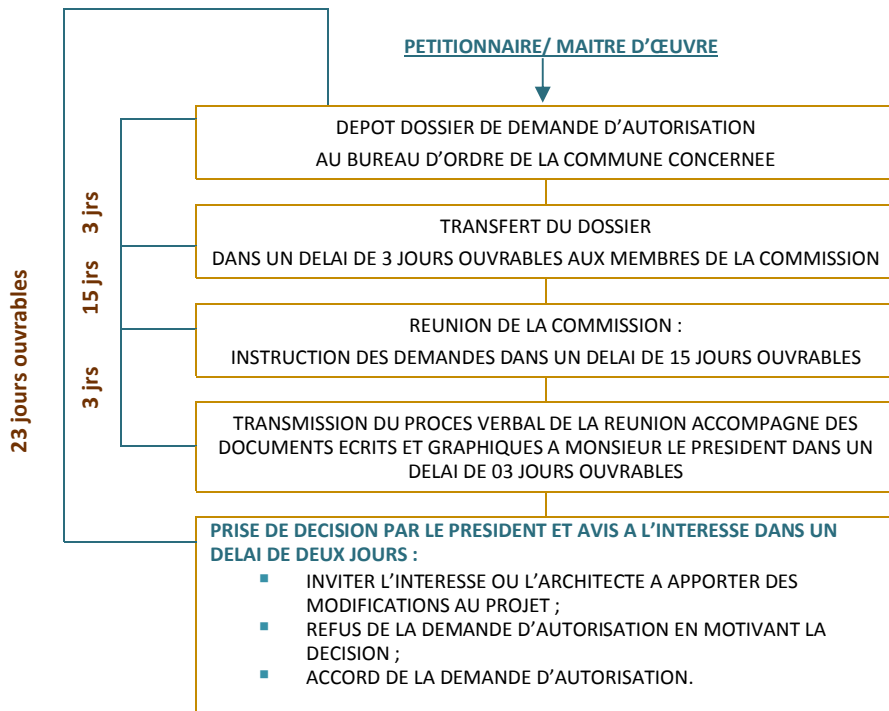 PETITIONNAIRE/ MAITRE D'ŒUVRE
DEPOT DOSSIER DE DEMANDE D'AUTORISATION
AU BUREAU D'ORDRE DE LA COMMUNE CONCERNEE
3 jrs
TRANSFERT DU DOSSIER
DANS UN DELAI DE 3 JOURS OUVRABLES AUX MEMBRES DE LA COMMISSION
15 jrs
REUNION DE LA COMMISSION :
INSTRUCTION DES DEMANDES DANS UN DELAI DE 15 JOURS OUVRABLES
3 jrs
23 jours ouvrables
TRANSMISSION DU PROCES VERBAL DE LA REUNION ACCOMPAGNE DES
DOCUMENTS ECRITS ET GRAPHIQUES A MONSIEUR LE PRESIDENT DANS UN
DELAI DE 03 JOURS OUVRABLES
PRISE DE DECISION PAR LE PRESIDENT ET AVIS A L'INTERESSE DANS UN
DELAI DE DEUX JOURS :
▪ INVITER L'INTERESSE OU L'ARCHITECTE A APPORTER DES
MODIFICATIONS AU PROJET ;
▪ REFUS DE LA DEMANDE D'AUTORISATION EN MOTIVANT LA
DECISION ;
▪ ACCORD DE LA DEMANDE D'AUTORISATION.